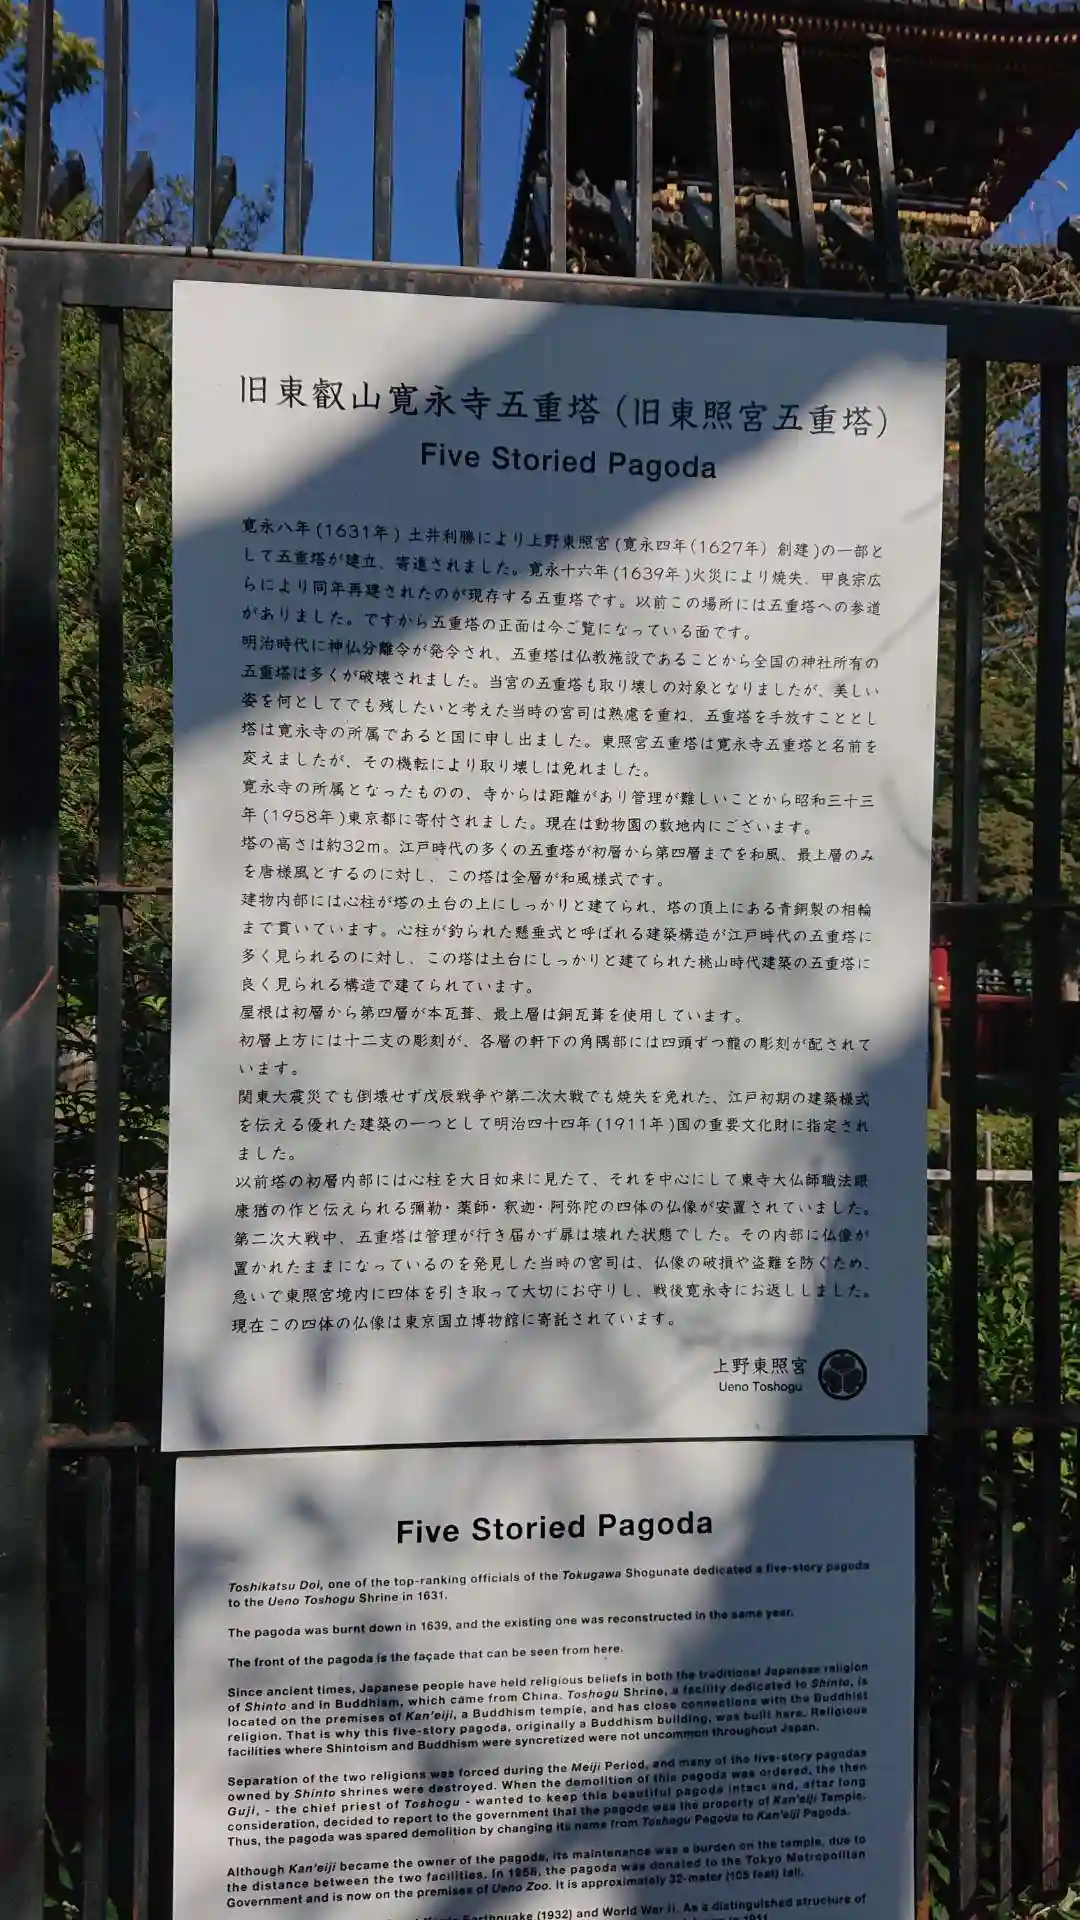 旧東叡山寛永寺五重塔(旧東照宮五重塔)
Five Storied Pagoda
寛永八年(1631年)土井利勝により上野東照宮(寛永四年(1627年)創建)の一部と
して五重塔が建立、寄進されました。寛永十六年(1639年)火災により焼失、甲良宗広
らにより同年再建されたのが現存する五重塔です。以前この場所には五重塔への参道
がありました。ですから五重塔の正面は今ご覧になっている面です。
明治時代に神仏分離令が発令され、五重塔は仏教施設であることから全国の神社所有の
五重塔は多くが破壊されました。当宮の五重塔も取り壊しの対象となりましたが、美しい
姿を何としてでも残したいと考えた当時の宮司は熟慮を重ね、五重塔を手放すこととし
塔は寛永寺の所属であると国に申し出ました。東照宮五重塔は寛永寺五重塔と名前を
変えましたが、その機転により取り壊しは免れました。
寛永寺の所属となったものの、寺からは距離があり管理が難しいことから昭和三十三
年(1958年)東京都に寄付されました。現在は動物園の敷地内にございます。
塔の高さは約32m。江戸時代の多くの五重塔が初層から第四層までを和風、最上層のみ
を唐様風とするのに対し、この塔は全層が和風様式です。
建物内部には心柱が塔の土台の上にしっかりと建てられ、塔の頂上にある青銅製の相輪
まで貫いています。心柱が釣られた懸垂式と呼ばれる建築構造が江戸時代の五重塔に
多く見られるのに対し、この塔は土台にしっかりと建てられた桃山時代建築の五重塔に
良く見られる構造で建てられています。
屋根は初層から第四層が本瓦葺、最上層は銅瓦葺を使用しています。
初層上方には十二支の彫刻が、各層の軒下の角隅部には四頭ずつ龍の彫刻が配されて
います。
関東大震災でも倒壊せず戊辰戦争や第二次大戦でも焼失を免れた、江戸初期の建築様式
を伝える優れた建築の一つとして明治四十四年(1911年)国の重要文化財に指定され
ました。
以前塔の初層内部には心柱を大日如来に見たて、それを中心にして東寺大仏師職法眼
康猶の作と伝えられる彌勒・薬師・釈迦・阿弥陀の四体の仏像が安置されていました。
第二次大戦中、五重塔は管理が行き届かず扉は壊れた状態でした。その内部に仏像が
置かれたままになっているのを発見した当時の宮司は、仏像の破損や盗難を防ぐため、
急いで東照宮境内に四体を引き取って大切にお守りし、戦後寛永寺にお返ししました。
現在この四体の仏像は東京国立博物館に寄託されています。
上野東照宮
Ueno Toshogu
Five Storied Pagoda
Toshikatsu Doi, one of the top-ranking officials of the Tokugawa Shogunate dedicated a five-story pagoda
to the Ueno Toshogu Shrine in 1631.
The pagoda was burnt down in 1639, and the existing one was reconstructed in the same year.
The front of the pagoda is the façade that can be seen from here.
Since ancient times, Japanese people have held religious beliefs in both the traditional Japanese religion
of Shinto and in Buddhism, which came from China. Toshogu Shrine, a facility dedicated to Shinto, is
located on the premises of Kan'eiji, a Buddhism temple, and has close connections with the Buddhist
religion. That is why this five-story pagoda, originally a Buddhism building, was built here. Religious
facilities where Shintoism and Buddhism were syncretized were not uncommon throughout Japan.
Separation of the two religions was forced during the Meiji Period, and many of the five-story pagodas
owned by Shinto shrines were destroyed. When the demolition of this pagoda was ordered, the then
Guji, - the chief priest of Toshogu - wanted to keep this beautiful pagoda intact and, after long
consideration, decided to report to the government that the pagoda was the property of Kan'eiji Temple.
Thus, the pagoda was spared demolition by changing its name from Toshogu Pagoda to Kan'eiji Pagoda.
Although Kan'eiji became the owner of the pagoda, its maintenance was a burden on the temple, due to
the distance between the two facilities. In 1958, the pagoda was donated to the Tokyo Metropolitan
Government and is now on the premises of Ueno Zoo. It is approximately 32-meter (105 feet) tall.
Earthquake (1932) and World War II. As a distinguished structure of